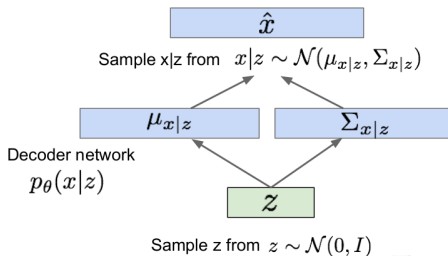 x̂
Sample x|z from x|z ∼ 𝒩(μ_{x|z}, Σ_{x|z})
μ_{x|z} Σ_{x|z}
Decoder network
p_θ(x|z)
z
Sample z from z ∼ 𝒩(0, I)